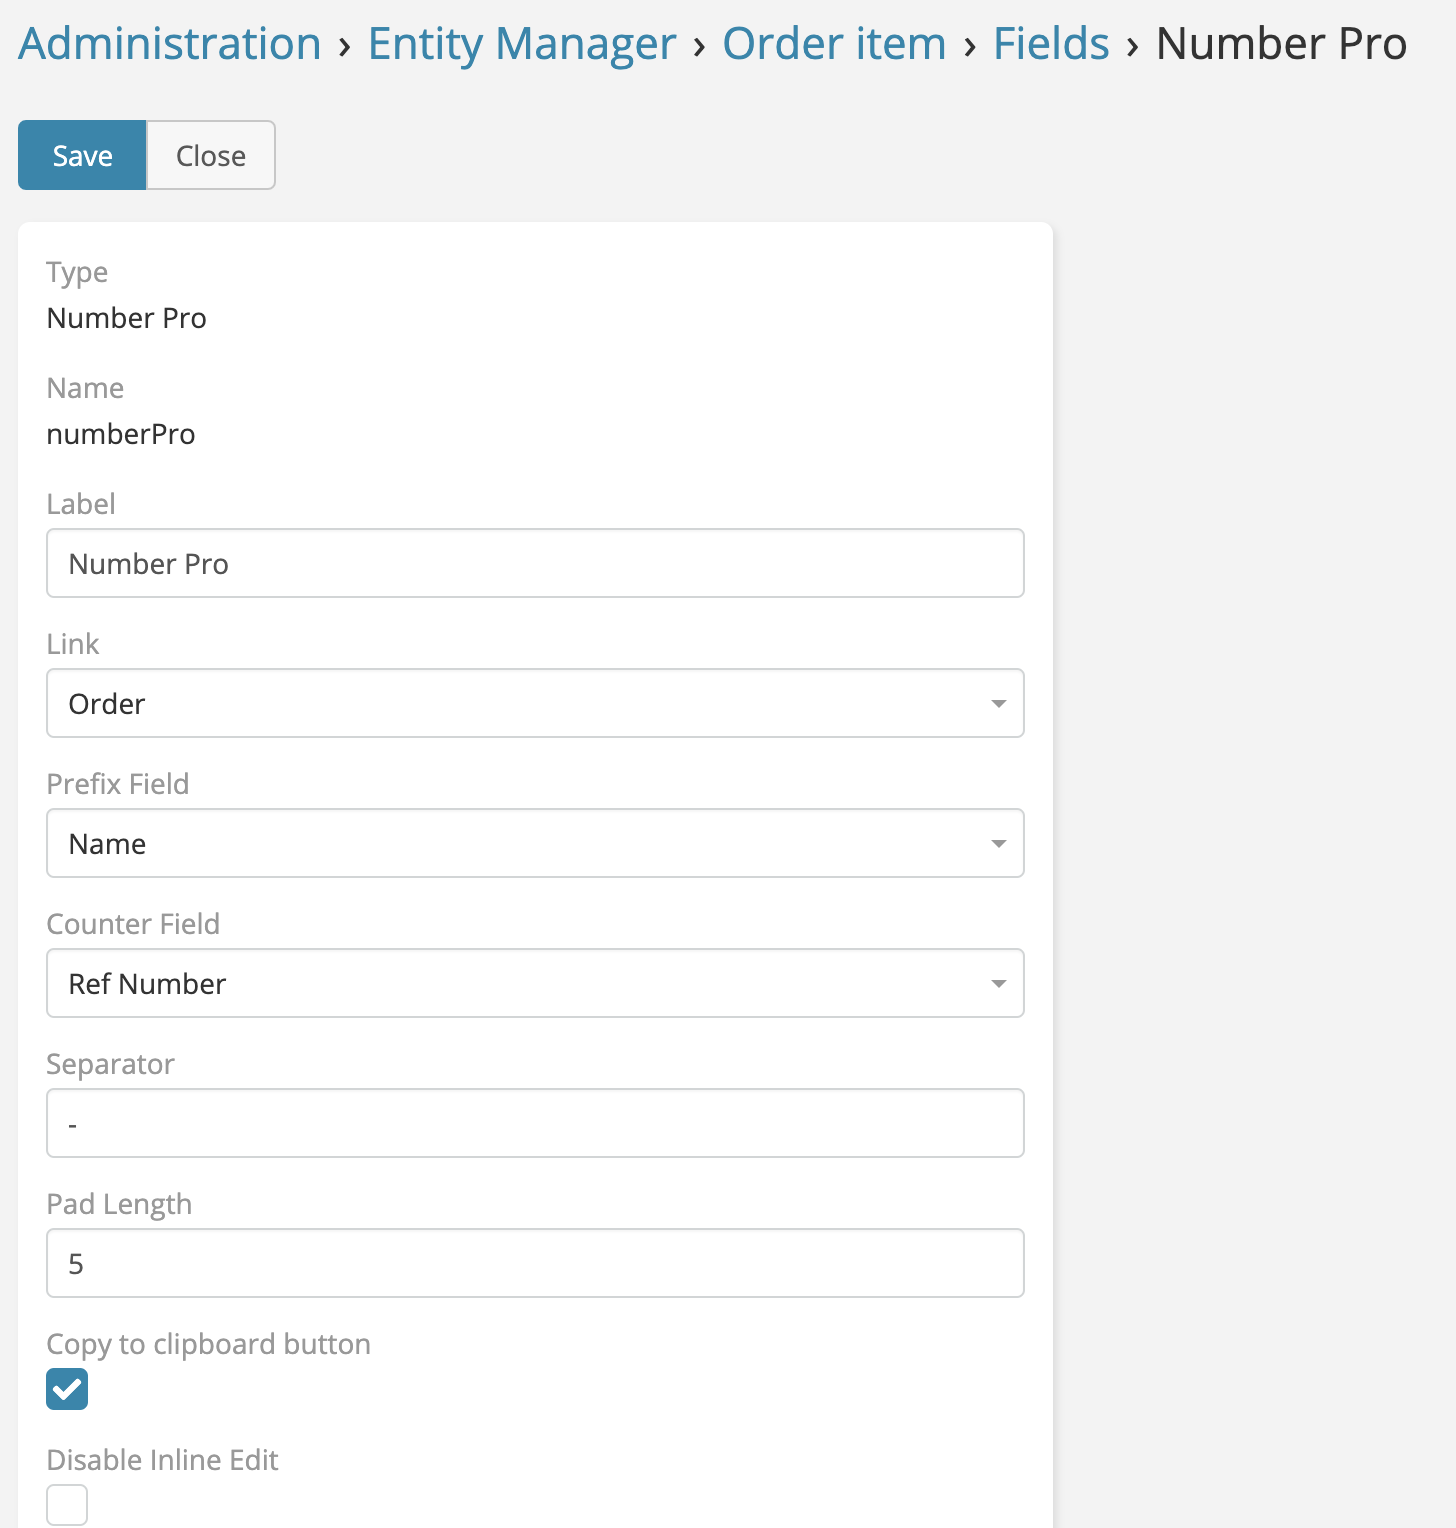 Administration › Entity Manager › Order item › Fields › Number Pro
Save Close
Type
Number Pro
Name
numberPro
Label
Number Pro
Link
Order
Prefix Field
Name
Counter Field
Ref Number
Separator
-
Pad Length
5
Copy to clipboard button
Disable Inline Edit